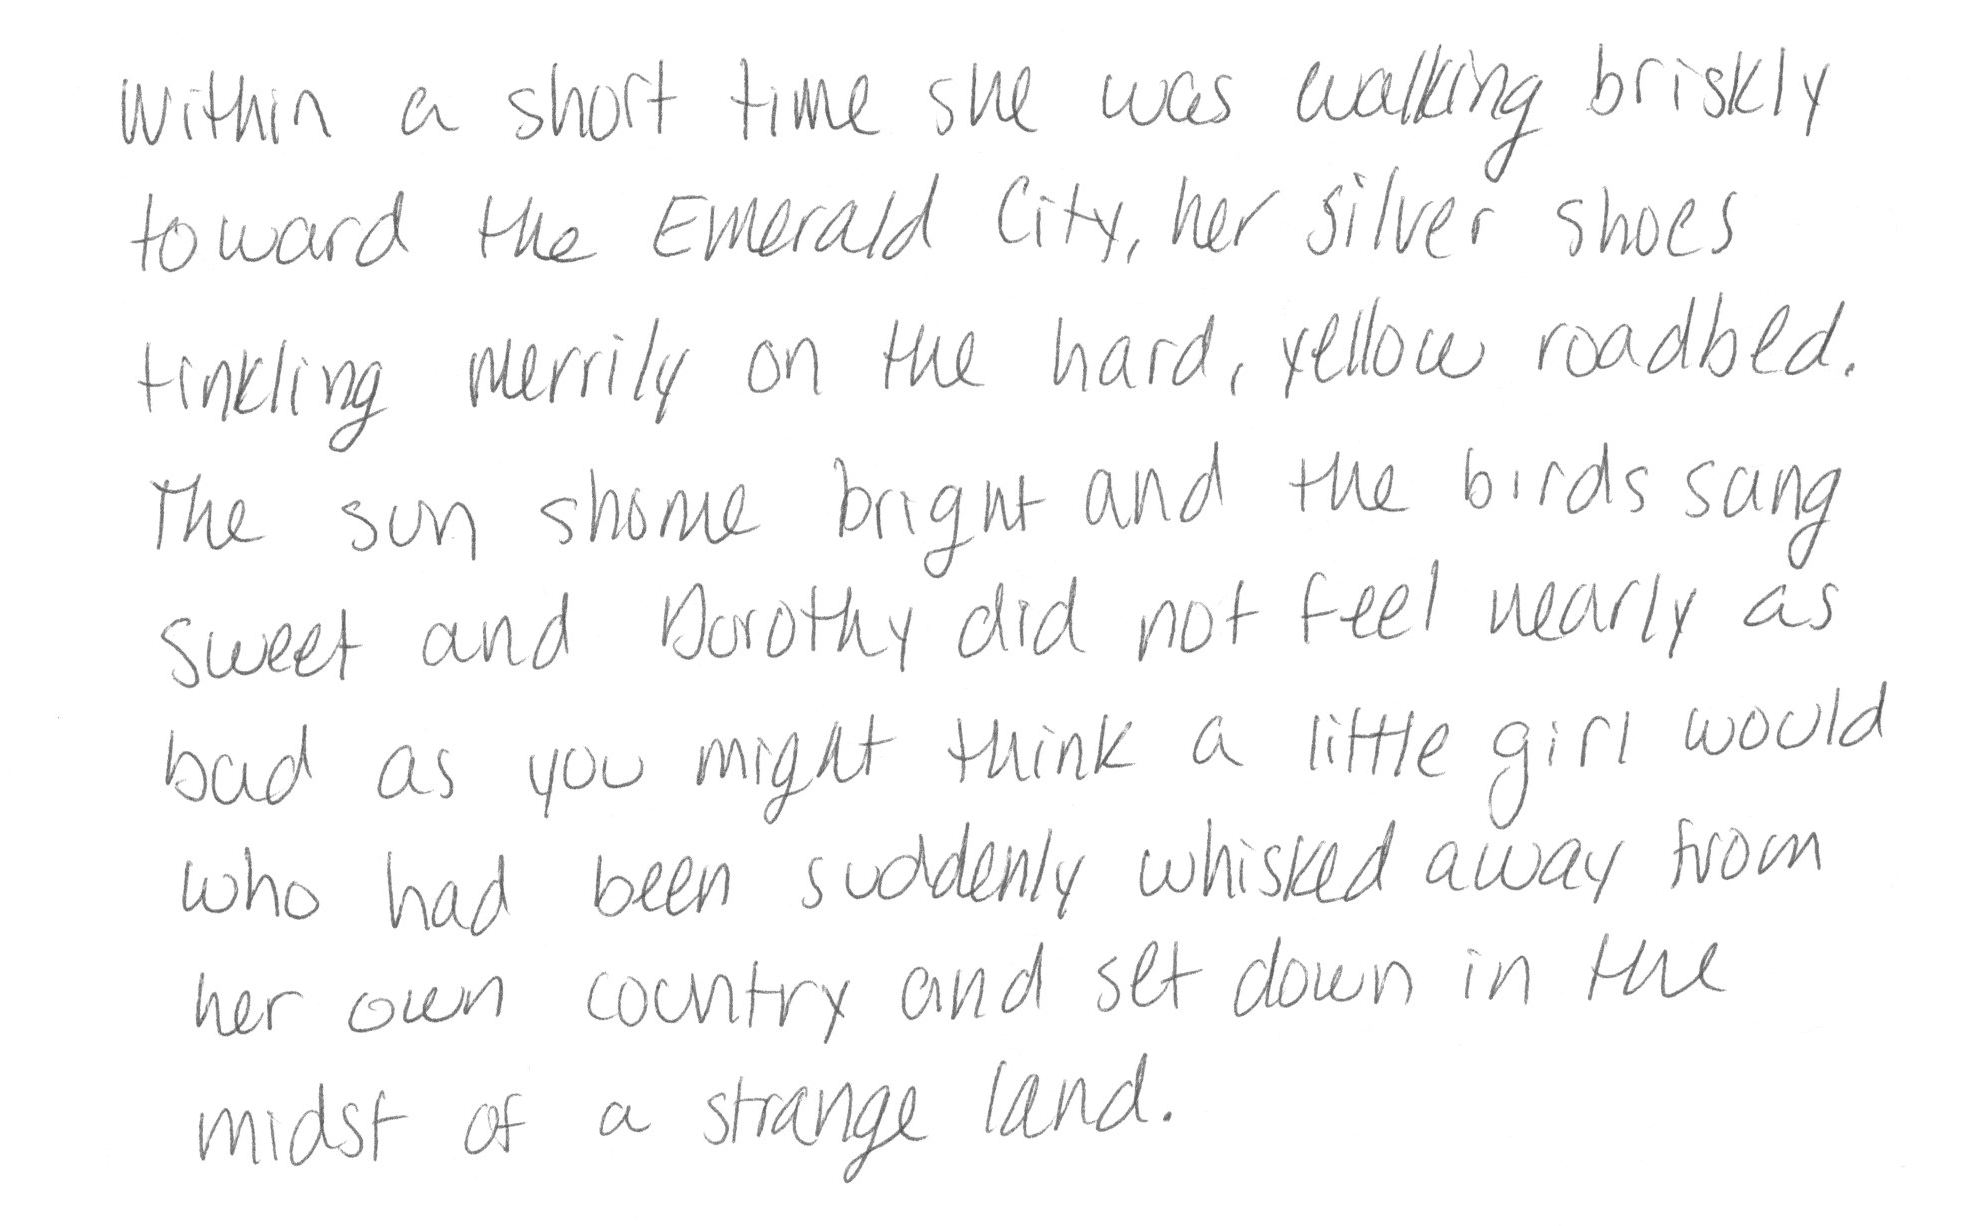 Within a short time she was walking briskly
toward the Emerald City, her silver shoes
tinkling merrily on the hard, yellow roadbed.
The sun shone bright and the birds sang
sweet and Dorothy did not feel nearly as
bad as you might think a little girl would
who had been suddenly whisked away from
her own country and set down in the
midst of a strange land.